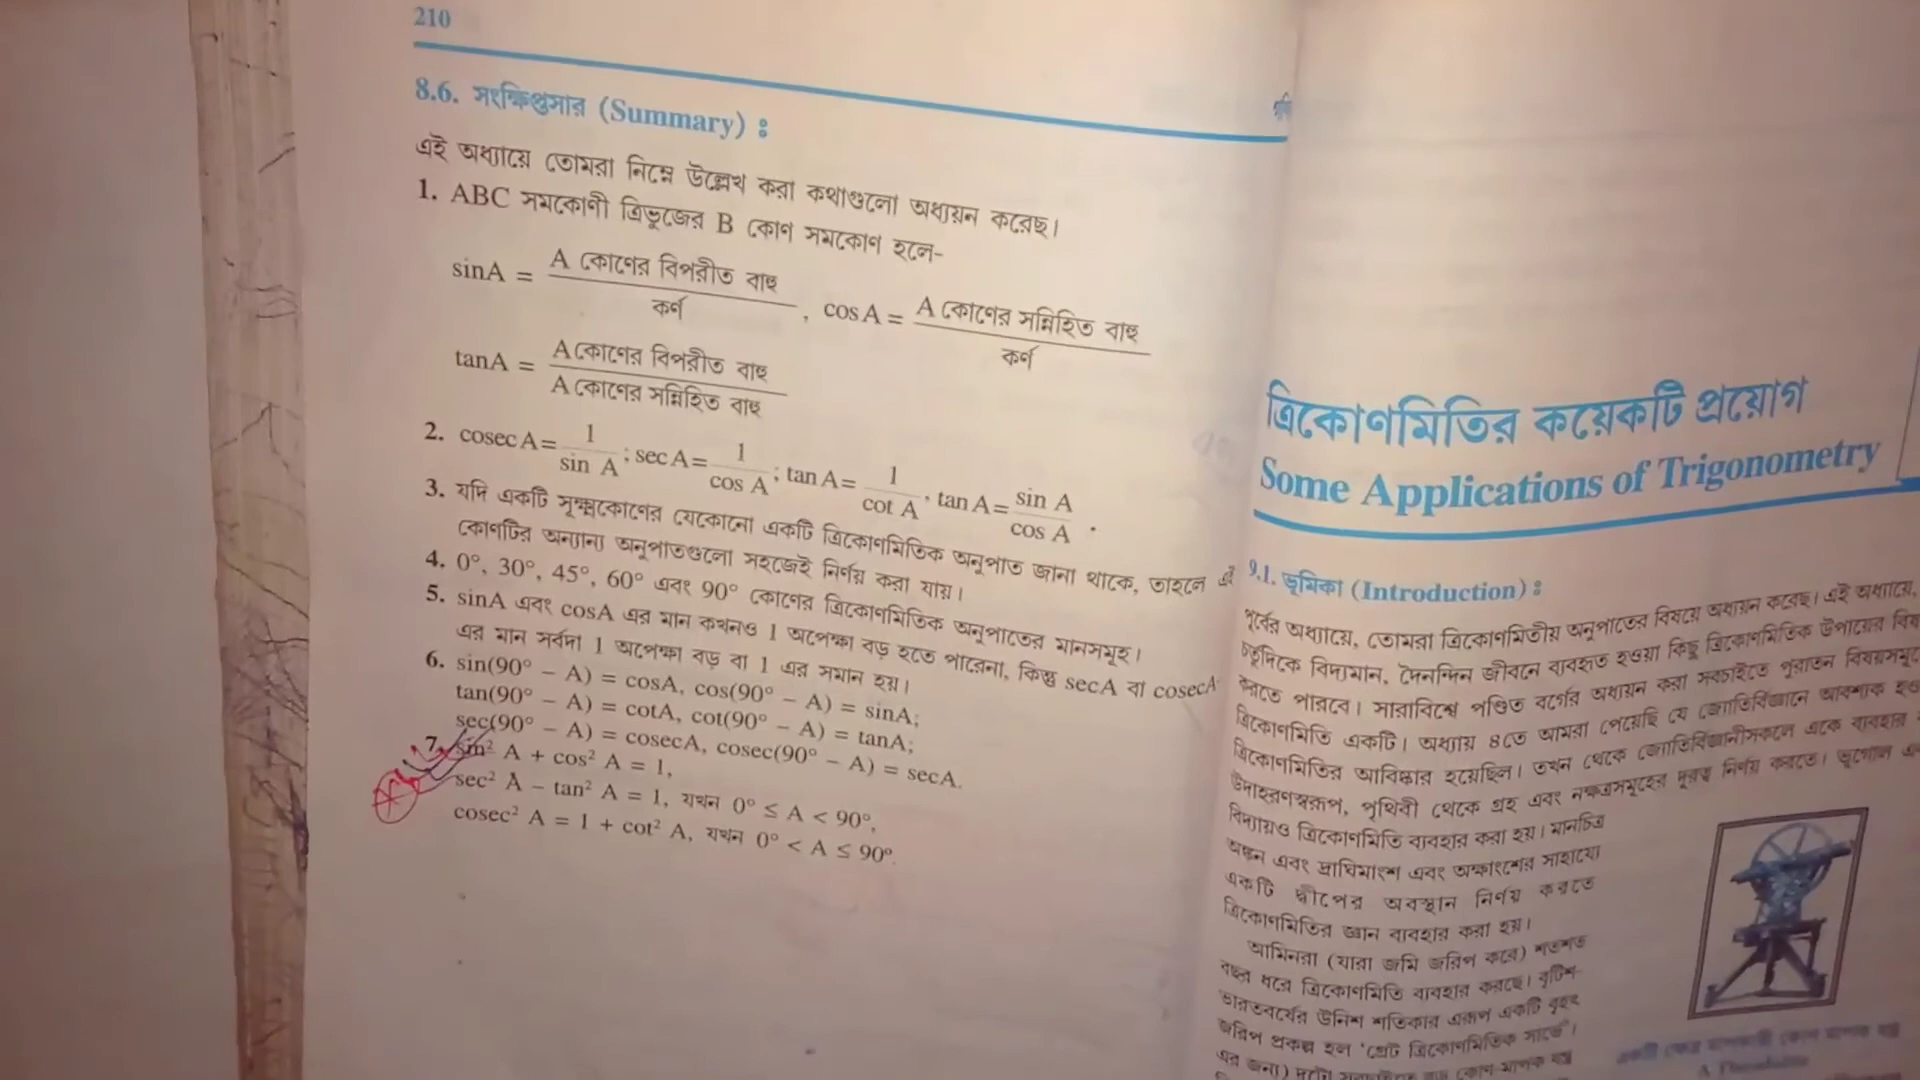 210
8.6. সংক্ষিপ্তসার (Summary) :
এই অধ্যায়ে তোমরা নিম্নে উল্লেখ করা কথাগুলো অধ্যয়ন করেছ।
1. ABC সমকোণী ত্রিভুজের B কোণ সমকোণ হলে-
sinA = A কোণের বিপরীত বাহু / কর্ণ , cosA = A কোণের সন্নিহিত বাহু / কর্ণ
tanA = A কোণের বিপরীত বাহু / A কোণের সন্নিহিত বাহু
2. cosec A = 1 / sin A ; sec A = 1 / cos A ; tan A = 1 / cot A , tan A = sin A / cos A .
3. যদি একটি সূক্ষ্মকোণের যেকোনো একটি ত্রিকোণমিতিক অনুপাত জানা থাকে, তাহলে এই
কোণটির অন্যান্য অনুপাতগুলো সহজেই নির্ণয় করা যায়।
4. 0°, 30°, 45°, 60° এবং 90° কোণের ত্রিকোণমিতিক অনুপাতের মানসমূহ।
5. sinA এবং cosA এর মান কখনও 1 অপেক্ষা বড় হতে পারেনা, কিন্তু secA বা cosecA
এর মান সর্বদা 1 অপেক্ষা বড় বা 1 এর সমান হয়।
6. sin(90° – A) = cosA, cos(90° – A) = sinA;
tan(90° – A) = cotA, cot(90° – A) = tanA;
sec(90° – A) = cosecA, cosec(90° – A) = secA.
7. sin² A + cos² A = 1,
sec² A – tan² A = 1, যখন 0° ≤ A < 90°,
cosec² A = 1 + cot² A, যখন 0° < A ≤ 90°.
ত্রিকোণমিতির কয়েকটি প্রয়োগ
Some Applications of Trigonometry
9.1. ভূমিকা (Introduction) :
পূর্বের অধ্যায়ে, তোমরা ত্রিকোণমিতীয় অনুপাতের বিষয়ে অধ্যয়ন করেছ। এই অধ্যায়ে,
চতুর্দিকে বিদ্যমান, দৈনন্দিন জীবনে ব্যবহৃত হওয়া কিছু ত্রিকোণমিতিক উপায়ের
করতে পারবে। সারাবিশ্বে পণ্ডিত বর্গের অধ্যয়ন করা সবচাইতে পুরাতন
ত্রিকোণমিতি একটি। অধ্যায় ৪তে আমরা পেয়েছি যে জ্যোতির্বিজ্ঞানে আবশ্যক
ত্রিকোণমিতির আবিষ্কার হয়েছিল। তখন থেকে জ্যোতির্বিজ্ঞানীসকলে একে ব্যবহার
উদাহরণস্বরূপ, পৃথিবী থেকে গ্রহ এবং নক্ষত্রসমূহের দূরত্ব নির্ণয় করতে। ভূগোল
বিদ্যায়ও ত্রিকোণমিতি ব্যবহার করা হয়। মানচিত্র
অঙ্কন এবং দ্রাঘিমাংশ এবং অক্ষাংশের সাহায্যে
একটি দ্বীপের অবস্থান নির্ণয় করতে
ত্রিকোণমিতির জ্ঞান ব্যবহার করা হয়।
আমিনরা (যারা জমি জরিপ করে) শতশত
বছর ধরে ত্রিকোণমিতি ব্যবহার করছে। বৃটিশ-
ভারতবর্ষের উনিশ শতিকার এরূপ একটি বৃহৎ
জরিপ প্রকল্প হল 'গ্রেট ত্রিকোণমিতিক সার্ভে'।